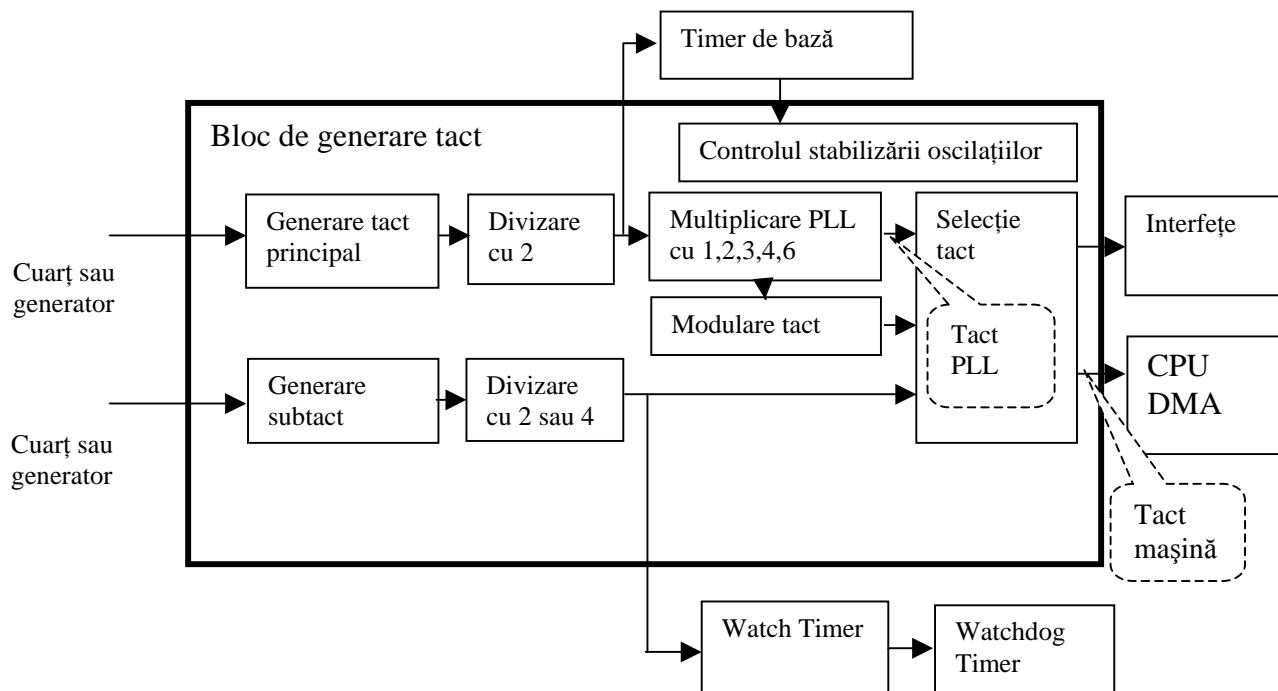 Timer de bază
Bloc de generare tact
Controlul stabilizării oscilațiilor
Generare tact
principal
Divizare
cu 2
Multiplicare PLL
cu 1,2,3,4,6
Selecție
tact
Interfețe
Cuarț sau
generator
Modulare tact
Tact
PLL
CPU
DMA
Generare
subtact
Divizare
cu 2 sau 4
Cuarț sau
generator
Tact
maşină
Watch Timer
Watchdog
Timer